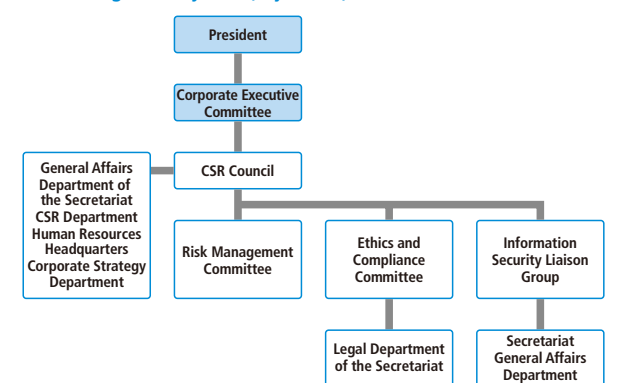 President
Corporate Executive
Committee
CSR Council
General Affairs
Department of
the Secretariat
CSR Department
Human Resources
Headquarters
Corporate Strategy
Department
Risk Management
Committee
Ethics and
Compliance
Committee
Information
Security Liaison
Group
Legal Department
of the Secretariat
Secretariat
General Affairs
Department